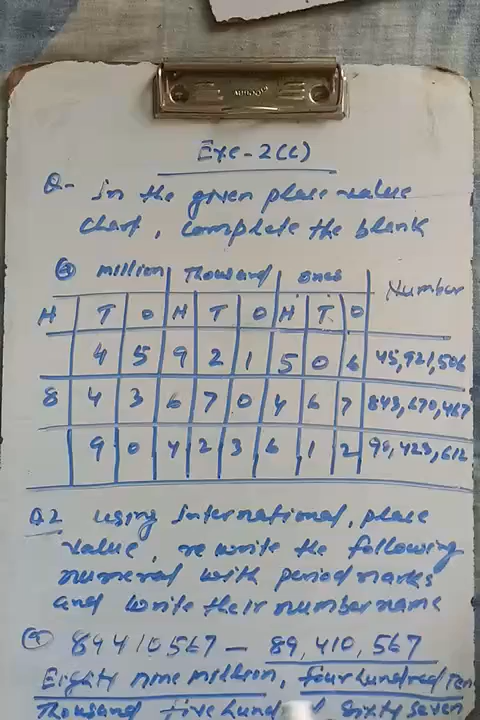 Exe-2(C)
Q- In the given place value
chart, complete the blank
(a) million Thousand ones Number
H T O H T O H T O
4 5 9 2 1 5 0 6 45,921,506
8 4 3 6 7 0 4 6 7 843,670,467
9 0 4 2 3 6 1 2 90,423,612
Q.2 Using International, place
value, re write the following
numeral with period marks
and write their number name
89410567 - 89,410,567
Eighty nine million, four hundred Ten
Thousand five hund Sixty Seven